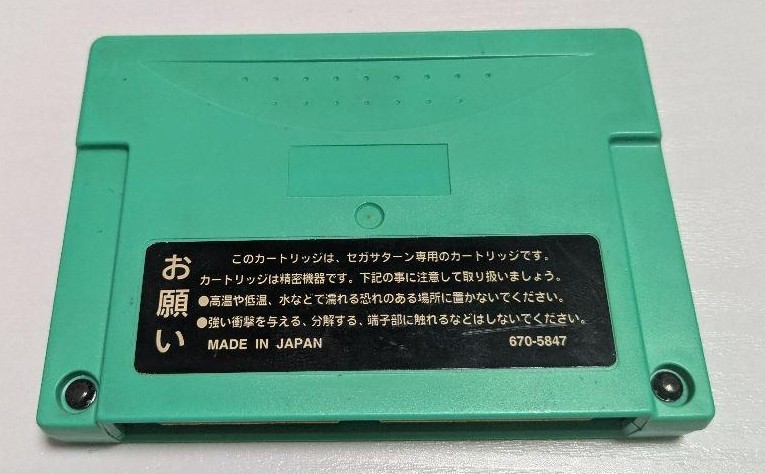 お願い
このカートリッジは、セガサターン専用のカートリッジです。
カートリッジは精密機器です。下記の事に注意して取り扱いましょう。
●高温や低温、水などで濡れる恐れのある場所に置かないでください。
●強い衝撃を与える、分解する、端子部に触れるなどはしないでください。
MADE IN JAPAN 670-5847